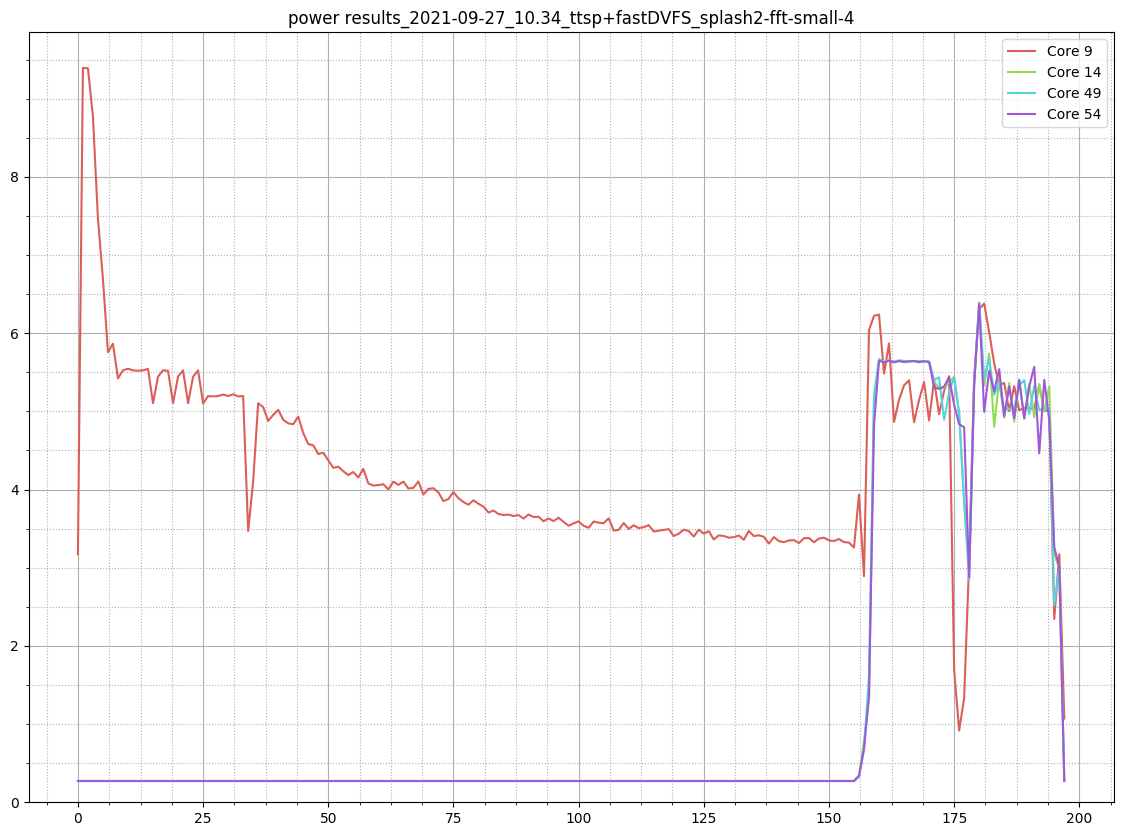 power results_2021-09-27_10.34_ttsp+fastDVFS_splash2-fft-small-4
Core 9
Core 14
Core 49
Core 54
8
6
4
2
0
0 25 50 75 100 125 150 175 200